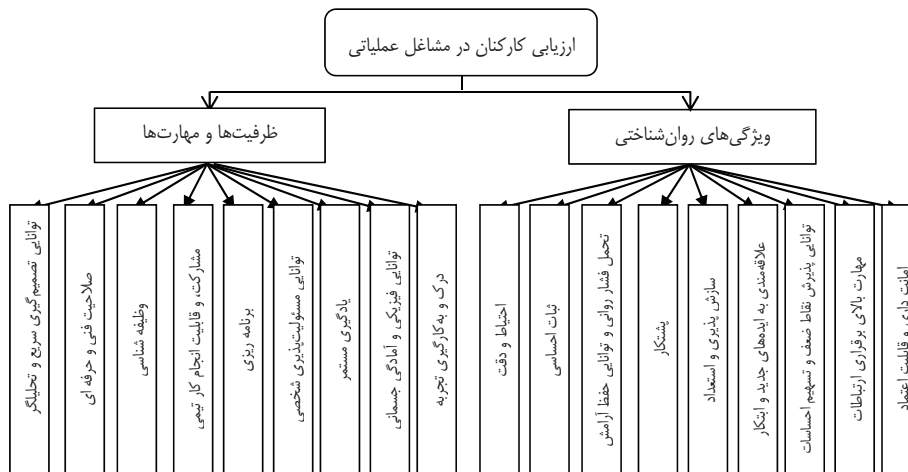 ارزیابی کارکنان در مشاغل عملیاتی
ویژگی‌های روان‌شناختی
ظرفیت‌ها و مهارت‌ها
امانت داری و قابلیت اعتماد
مهارت بالای برقراری ارتباطات
توانایی پذیرش نقاط ضعف و تسهیم احساسات
علاقه‌مندی به ایده‌های جدید و ابتکار
سازش پذیری و استعداد
پشتکار
تحمل فشار روانی و توانایی حفظ آرامش
ثبات احساسی
احتیاط و دقت
درک و به‌کارگیری تجربه
توانایی فیزیکی و آمادگی جسمانی
یادگیری مستمر
توانایی مسئولیت‌پذیری شخصی
برنامه ریزی
مشارکت، و قابلیت انجام کار تیمی
وظیفه شناسی
صلاحیت فنی و حرفه ای
توانایی تصمیم‌گیری سریع و تحلیلگر